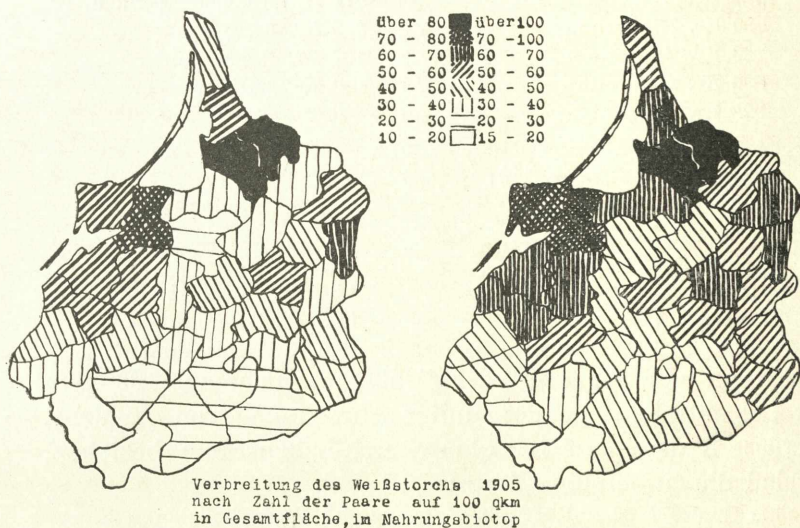 über 80 über100
70 - 80 70 -100
60 - 70 60 - 70
50 - 60 50 - 60
40 - 50 40 - 50
30 - 40 30 - 40
20 - 30 20 - 30
10 - 20 15 - 20
Verbreitung des Weißstorchs 1905
nach Zahl der Paare auf 100 qkm
in Gesamtfläche, im Nahrungsbiotop